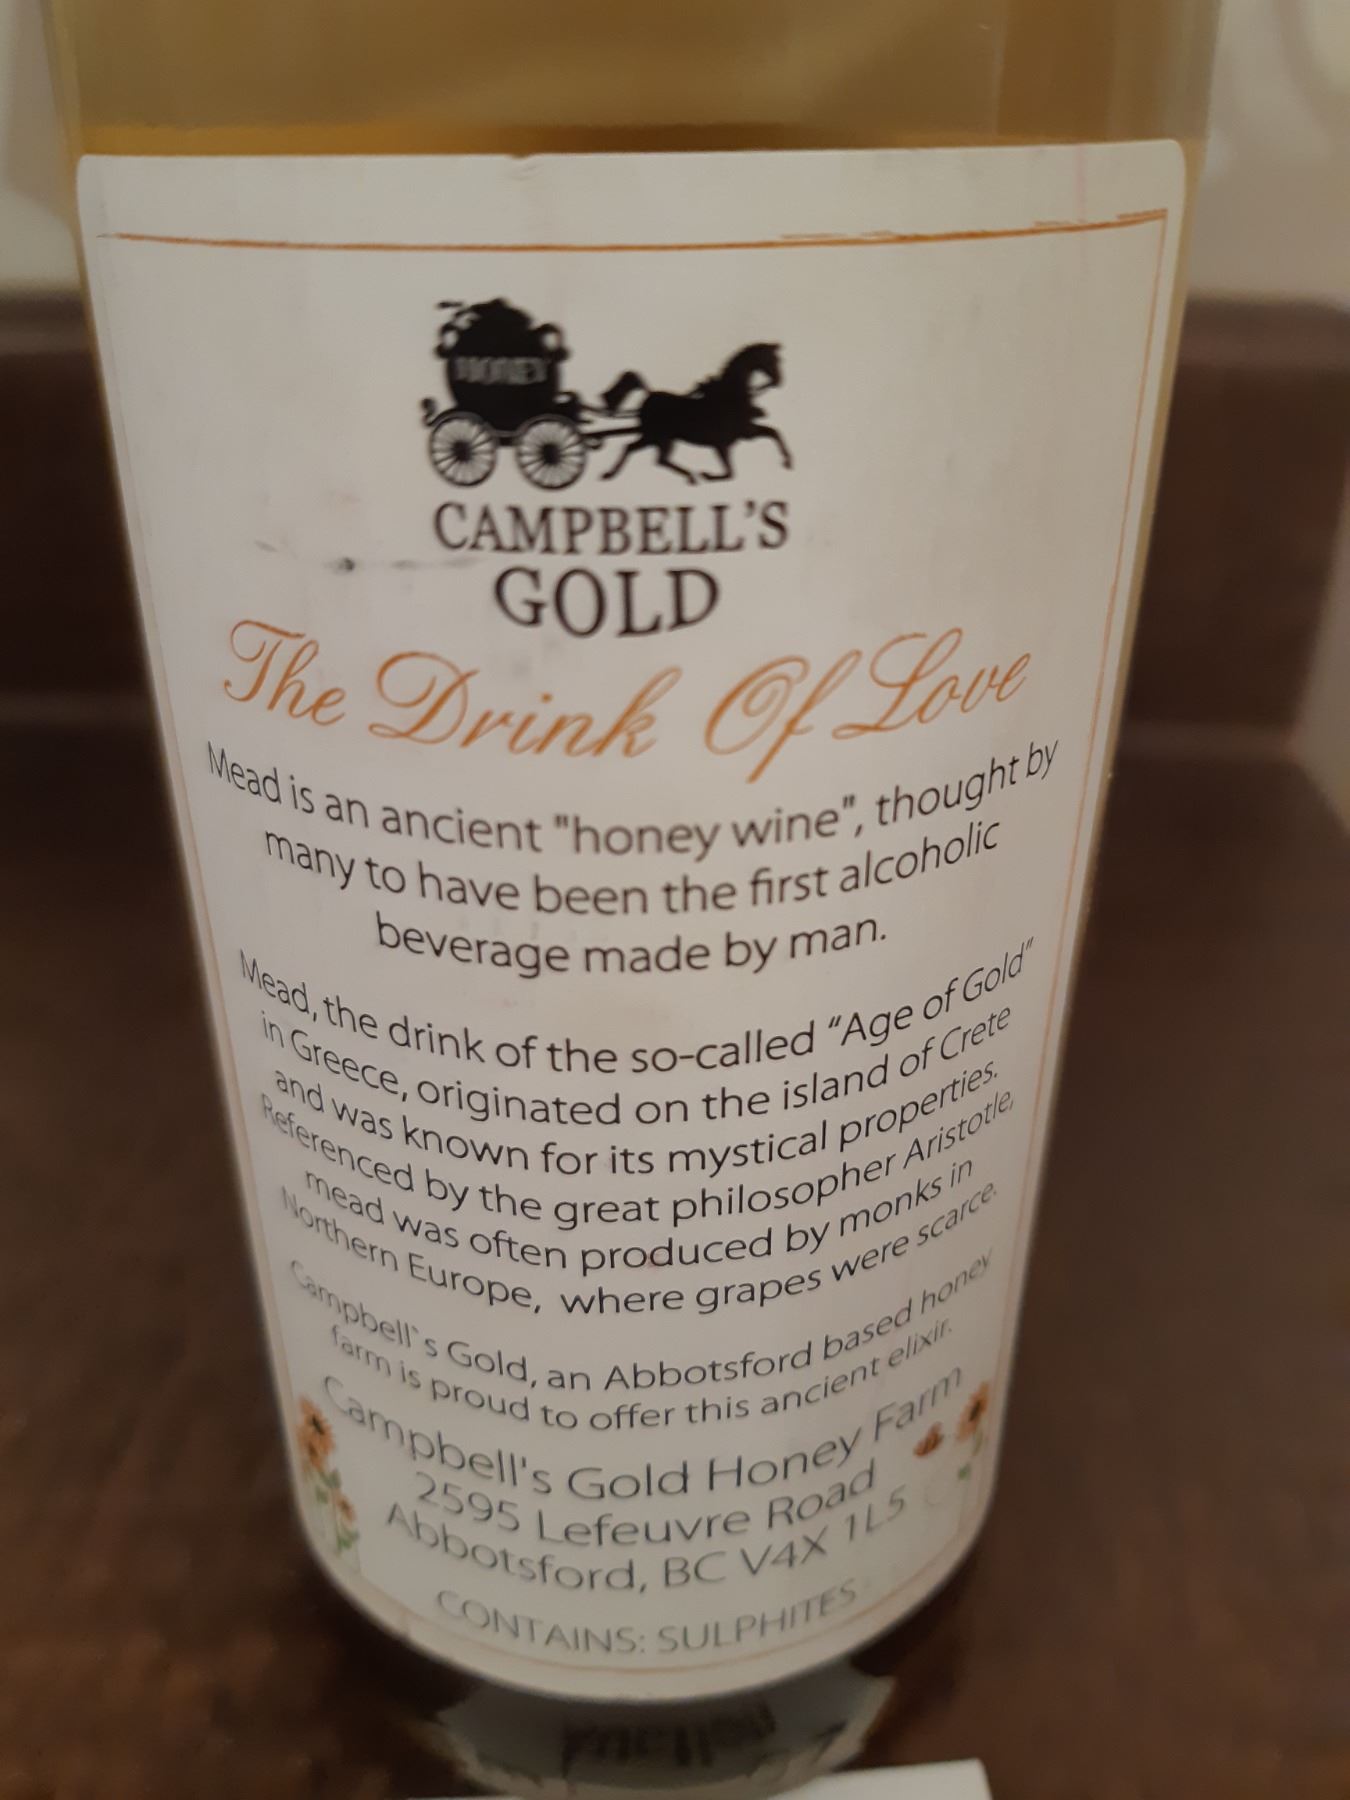 HONEY
CAMPBELL'S
GOLD
The Drink Of Love
Mead is an ancient "honey wine", thought by
many to have been the first alcoholic
beverage made by man.
Mead, the drink of the so-called “Age of Gold”
in Greece, originated on the island of Crete
and was known for its mystical properties.
Referenced by the great philosopher Aristotle,
mead was often produced by monks in
Northern Europe, where grapes were scarce.
Campbell`s Gold, an Abbotsford based honey
farm is proud to offer this ancient elixir.
Campbell's Gold Honey Farm
2595 Lefeuvre Road
Abbotsford, BC V4X 1L5
CONTAINS: SULPHITES